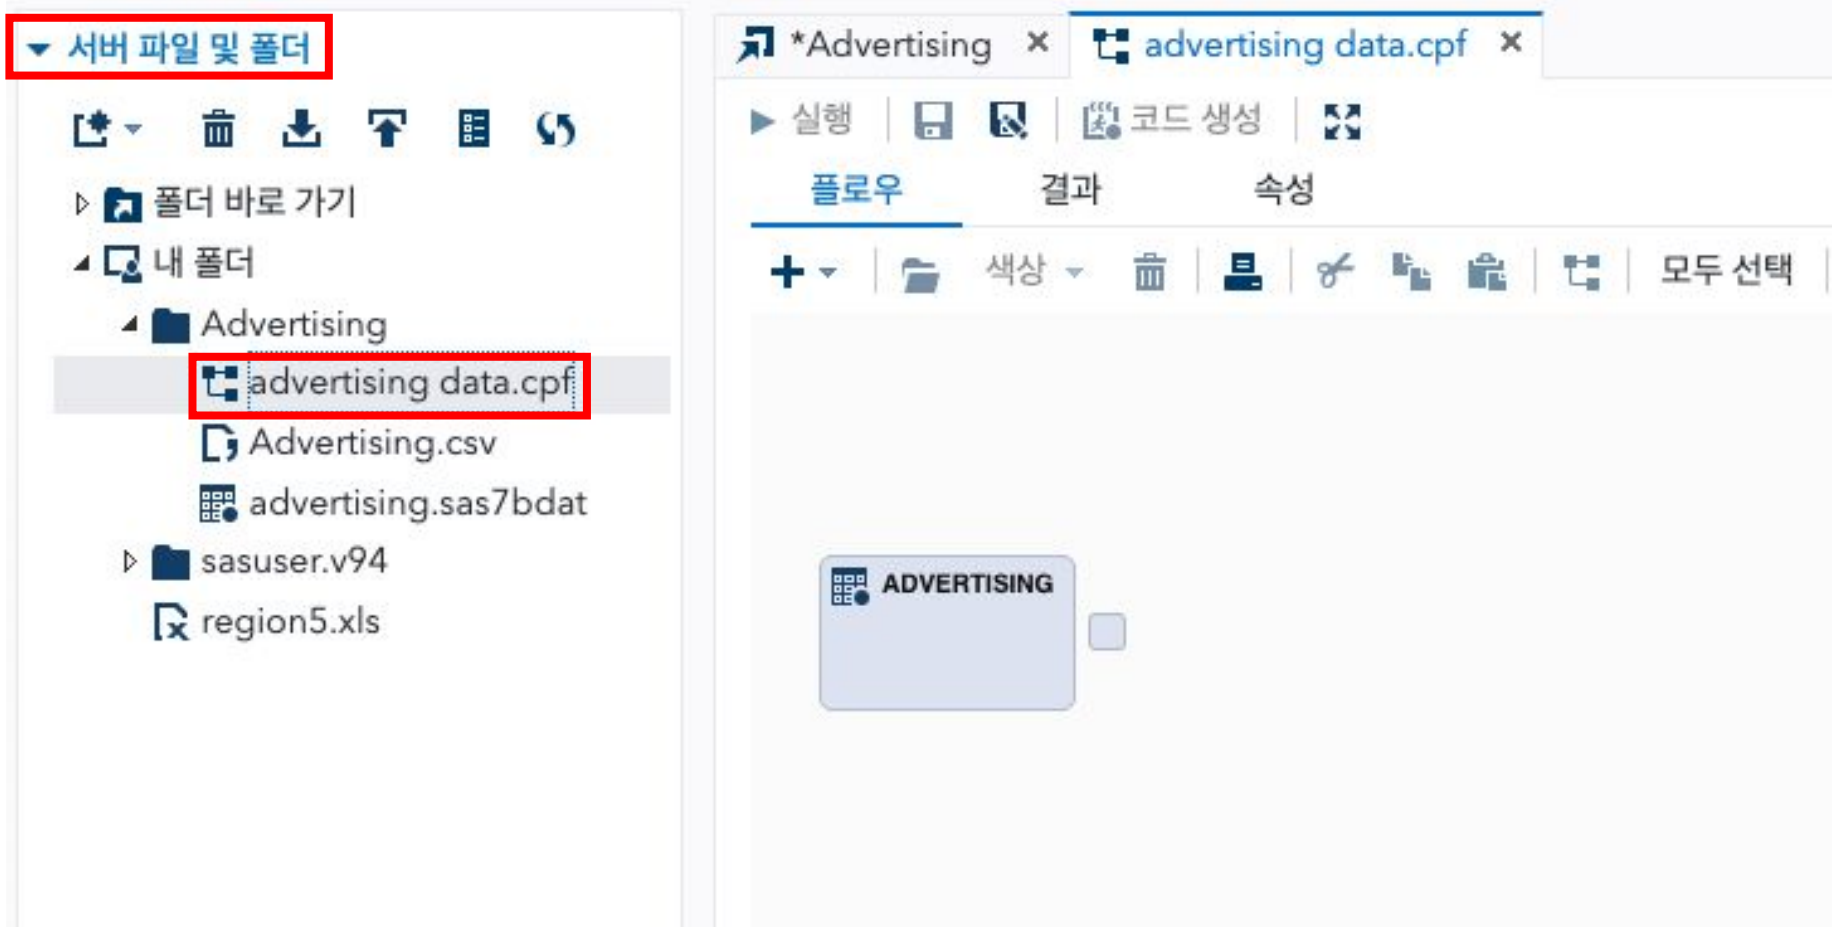 서버 파일 및 폴더
폴더 바로 가기
내 폴더
Advertising
advertising data.cpf
Advertising.csv
advertising.sas7bdat
sasuser.v94
region5.xls
*Advertising
advertising data.cpf
실행
코드 생성
플로우 결과 속성
색상 모두 선택
ADVERTISING